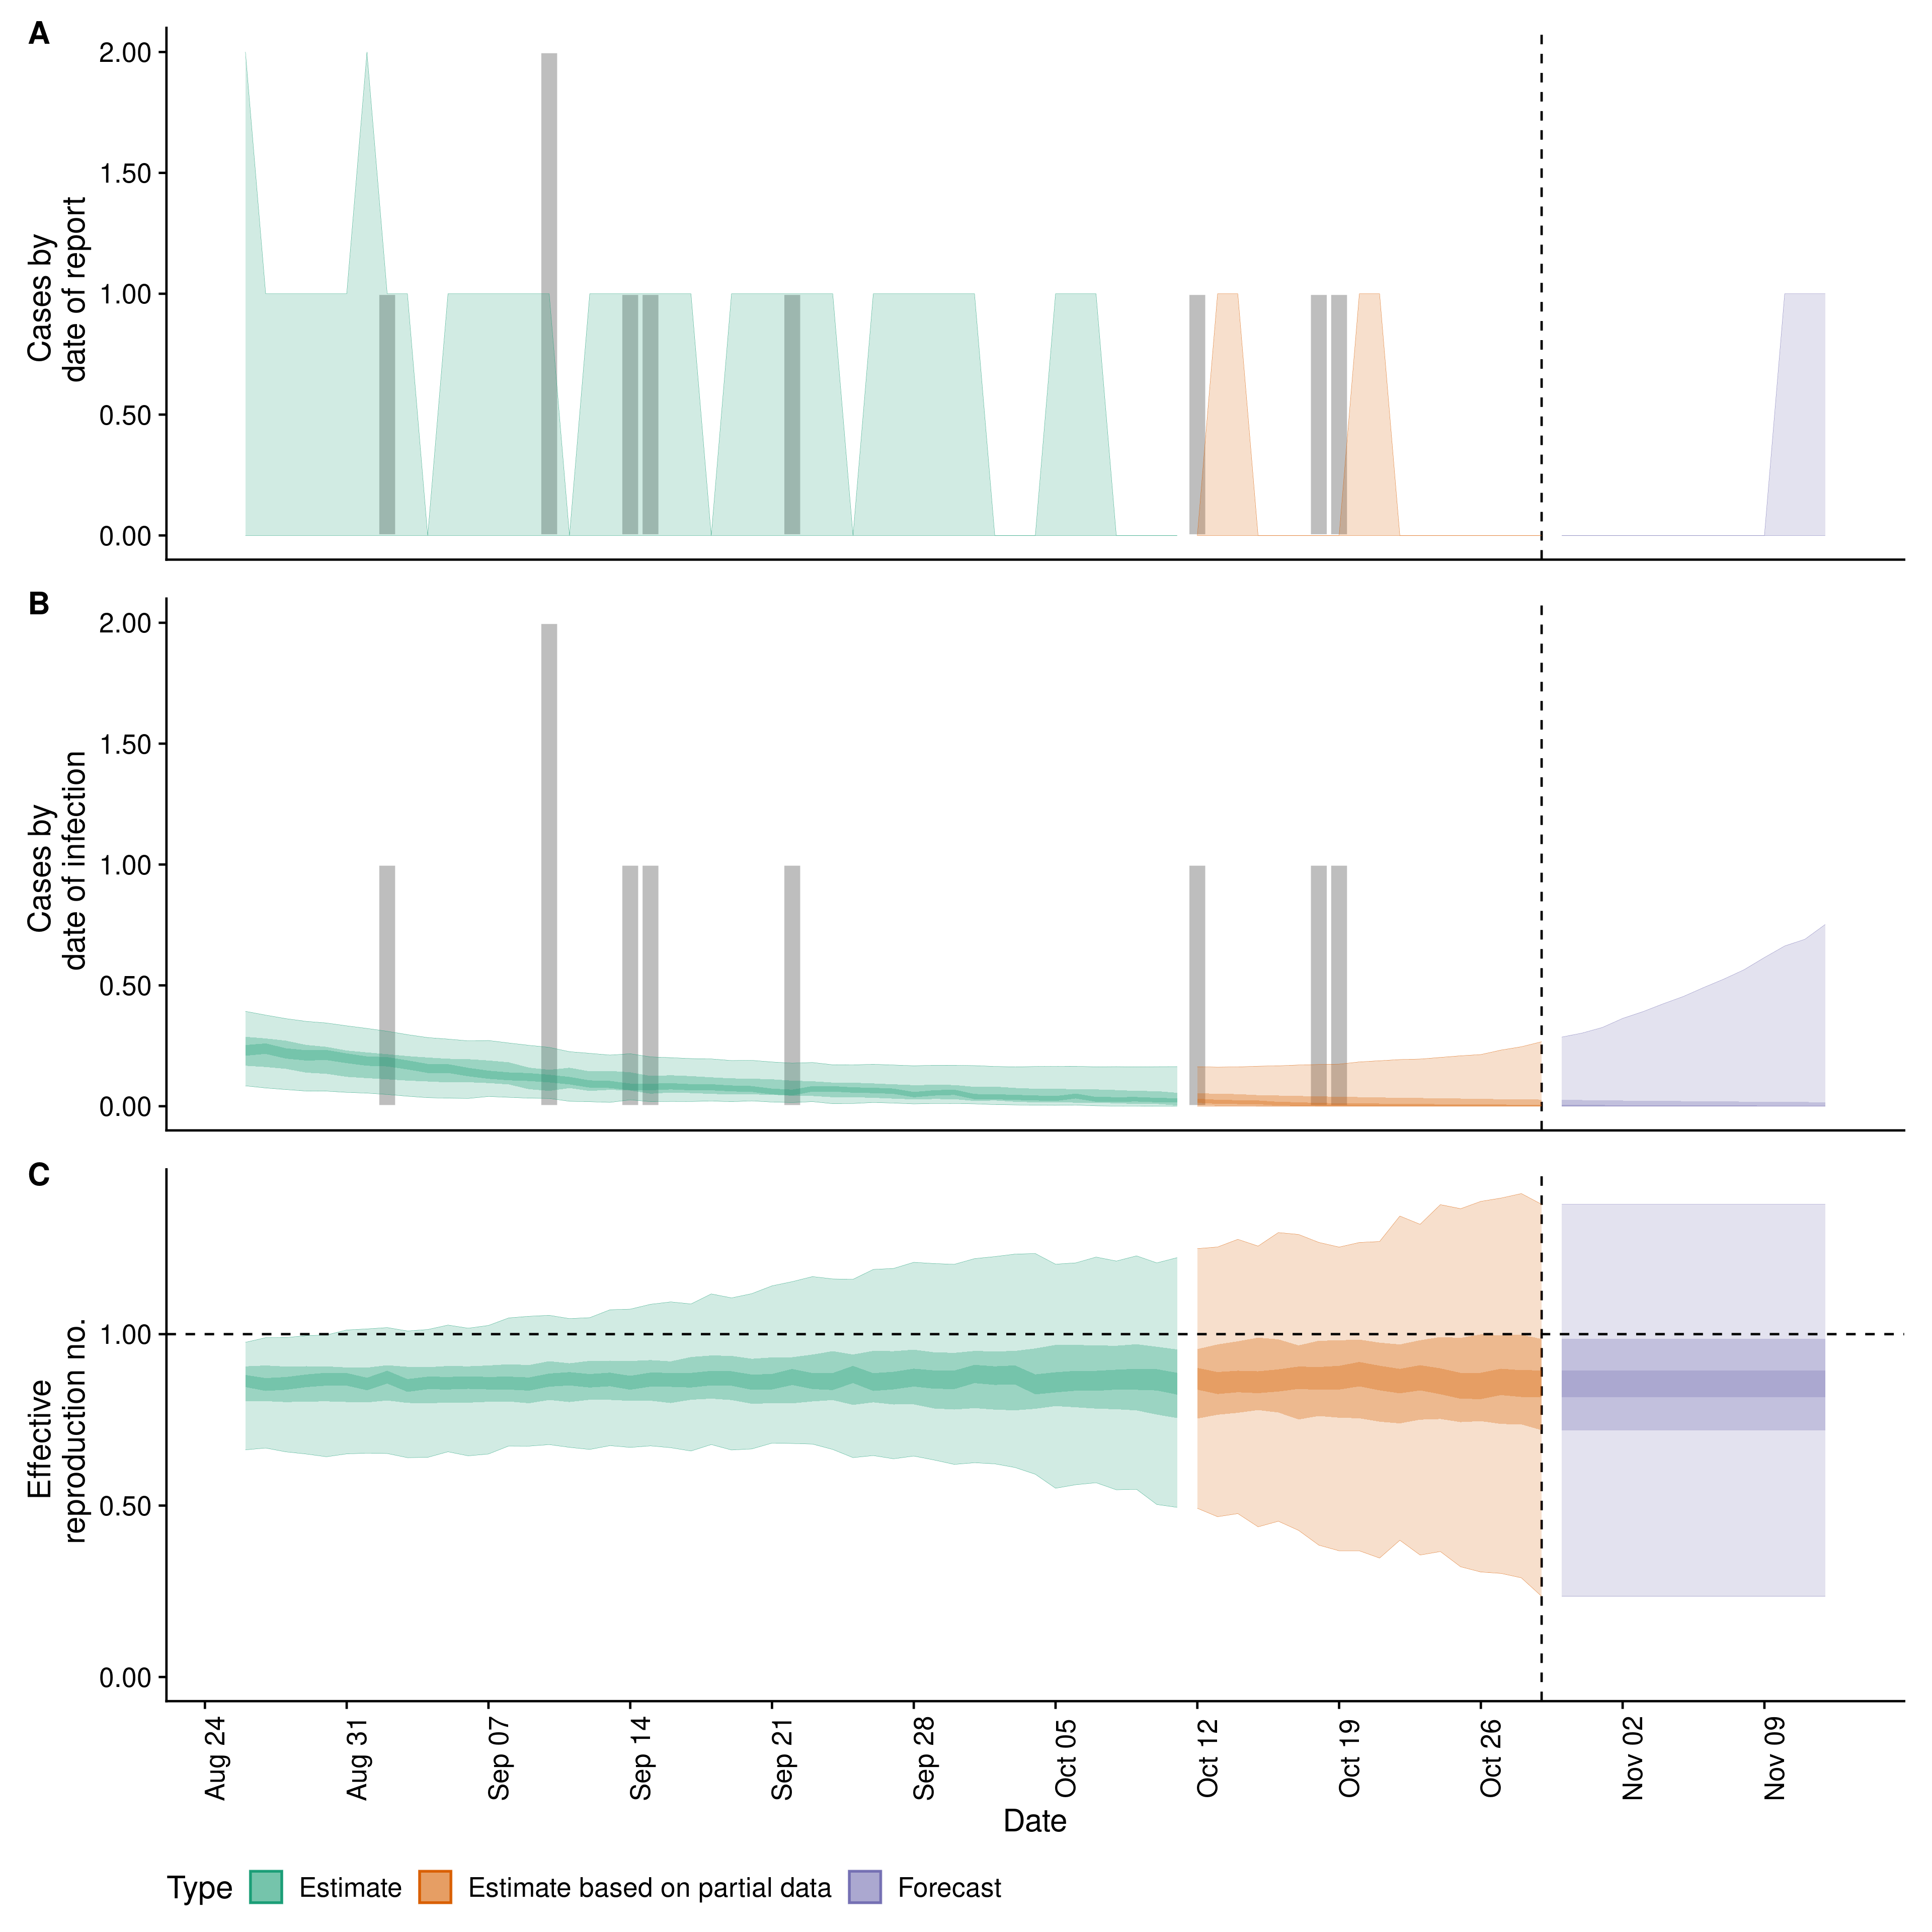 A
2.00
1.50
1.00
0.50
0.00
Cases by
date of report
B
2.00
1.50
1.00
0.50
0.00
Cases by
date of infection
C
1.00
0.50
0.00
Effective
reproduction no.
Aug 24
Aug 31
Sep 07
Sep 14
Sep 21
Sep 28
Oct 05
Oct 12
Oct 19
Oct 26
Nov 02
Nov 09
Date
Type Estimate Estimate based on partial data Forecast